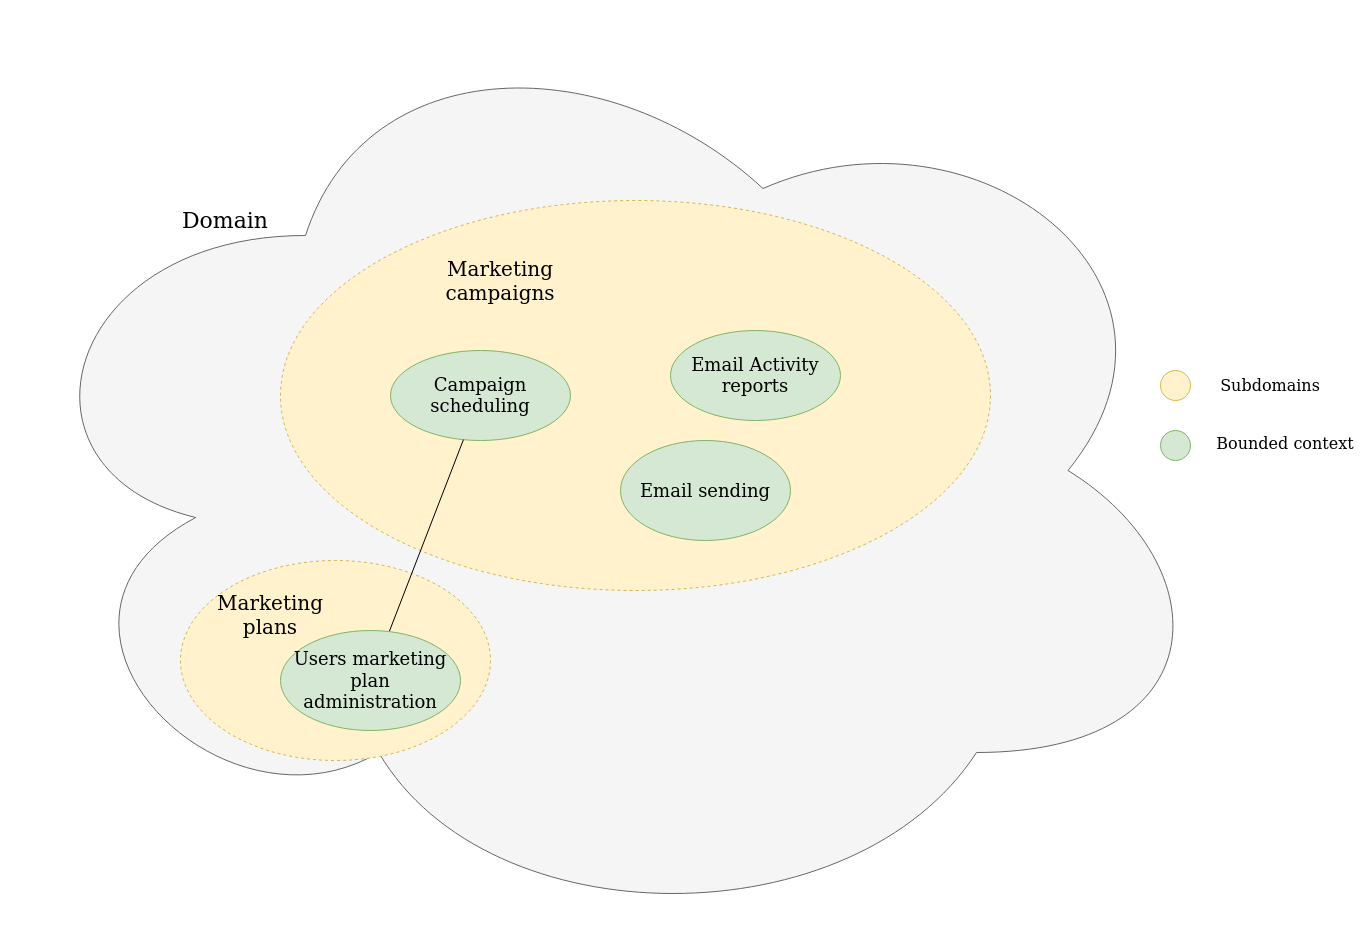 Domain
Marketing
campaigns
Email Activity
reports
Campaign
scheduling
Subdomains
Bounded context
Email sending
Marketing
plans
Users marketing
plan
administration